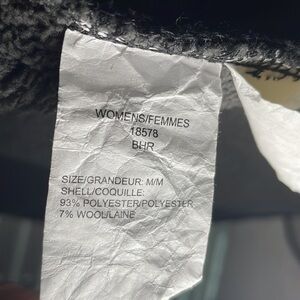 WOMENS/FEMMES
18578
BHR
SIZE/GRANDEUR: M/M
SHELL/COQUILLE:
93% POLYESTER/POLYESTER
7% WOOL/LAINE